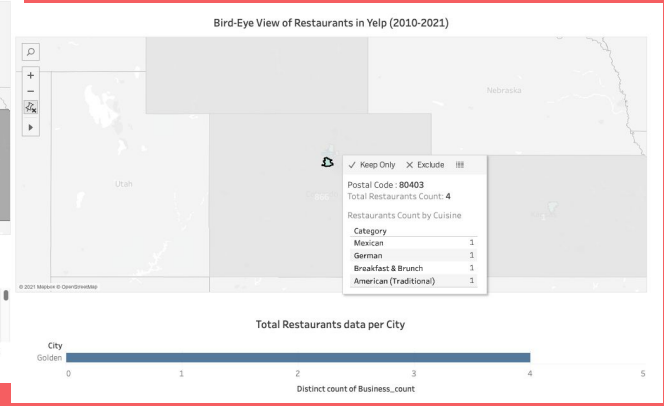 Bird-Eye View of Restaurants in Yelp (2010-2021)
Nebraska
Utah
Keep Only Exclude
Postal Code : 80403
Total Restaurants Count: 4
Restaurants Count by Cuisine
Category
Mexican 1
German 1
Breakfast & Brunch 1
American (Traditional) 1
© 2021 Mapbox © OpenStreetMap
Total Restaurants data per City
City
Golden
0 1 2 3 4 5
Distinct count of Business_count